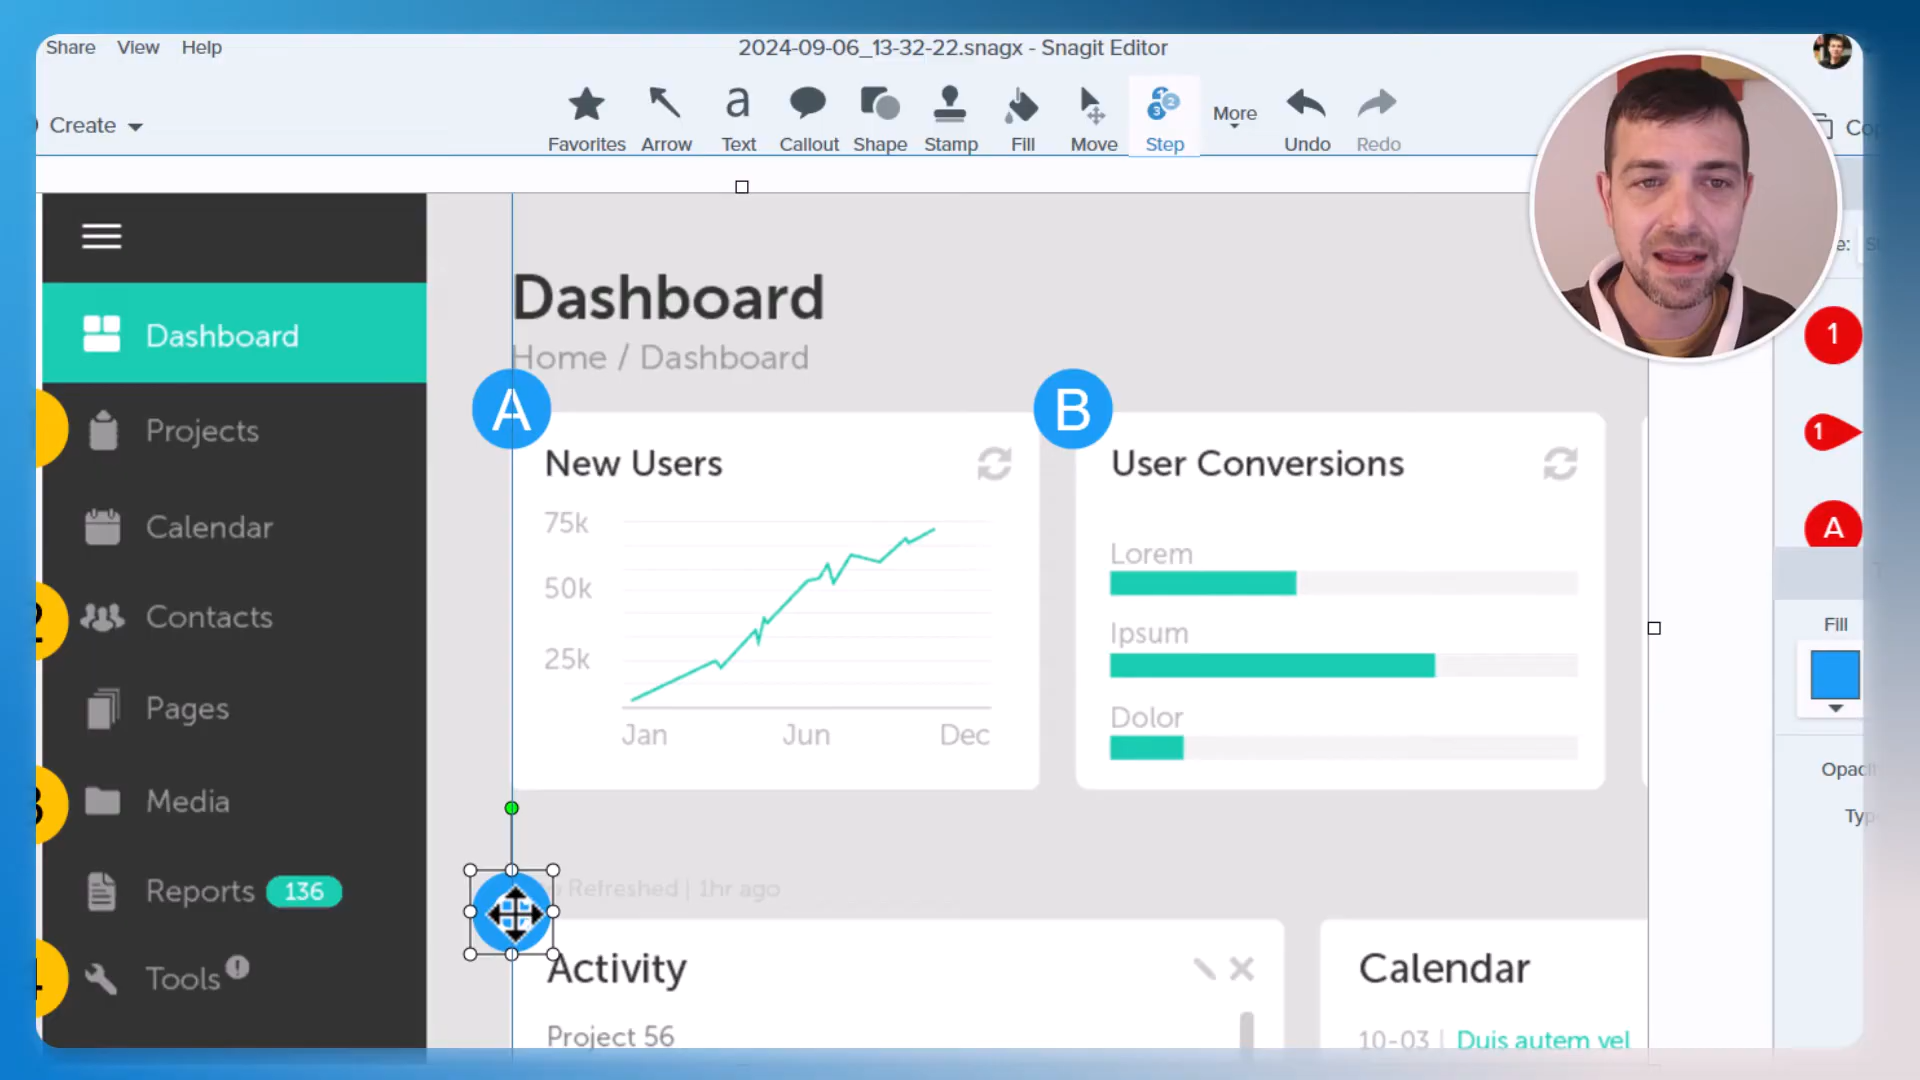 Share View Help
2024-09-06_13-32-22.snagx - Snagit Editor
Create
Favorites Arrow Text Callout Shape Stamp Fill Move Step More Undo Redo
Dashboard
Home / Dashboard
Dashboard
Projects
Calendar
2 Contacts
Pages
3 Media
Reports 136
4 Tools
A
New Users
75k
50k
25k
Jan Jun Dec
B
User Conversions
Lorem
Ipsum
Dolor
Refreshed | 1hr ago
Activity
Project 56
Calendar
10-03 | Duis autem vel
1
1
A
Fill